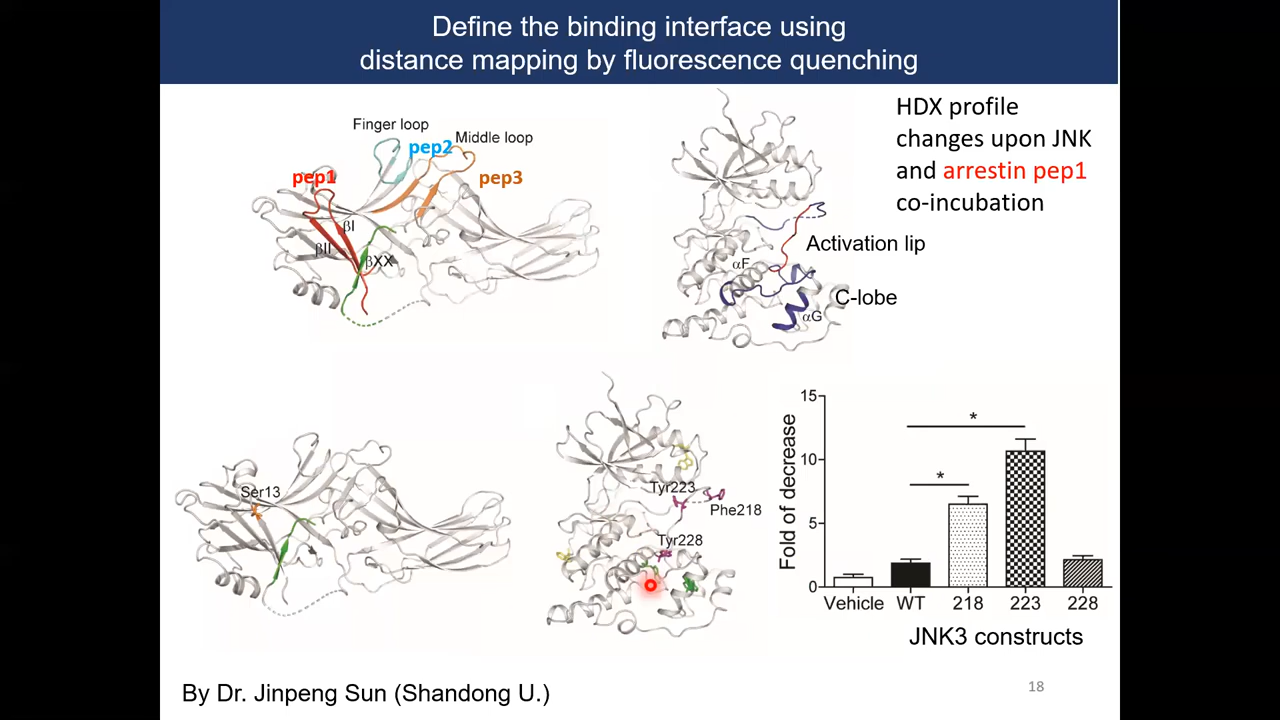 Define the binding interface using
distance mapping by fluorescence quenching
Finger loop
Middle loop
pep2
pep1
pep3
βI
βII
βXX
HDX profile
changes upon JNK
and arrestin pep1
co-incubation
Activation lip
αF
C-lobe
αG
Ser13
Tyr223
Phe218
Tyr228
Fold of decrease
15
10
5
0
Vehicle WT 218 223 228
* *
JNK3 constructs
By Dr. Jinpeng Sun (Shandong U.)
18